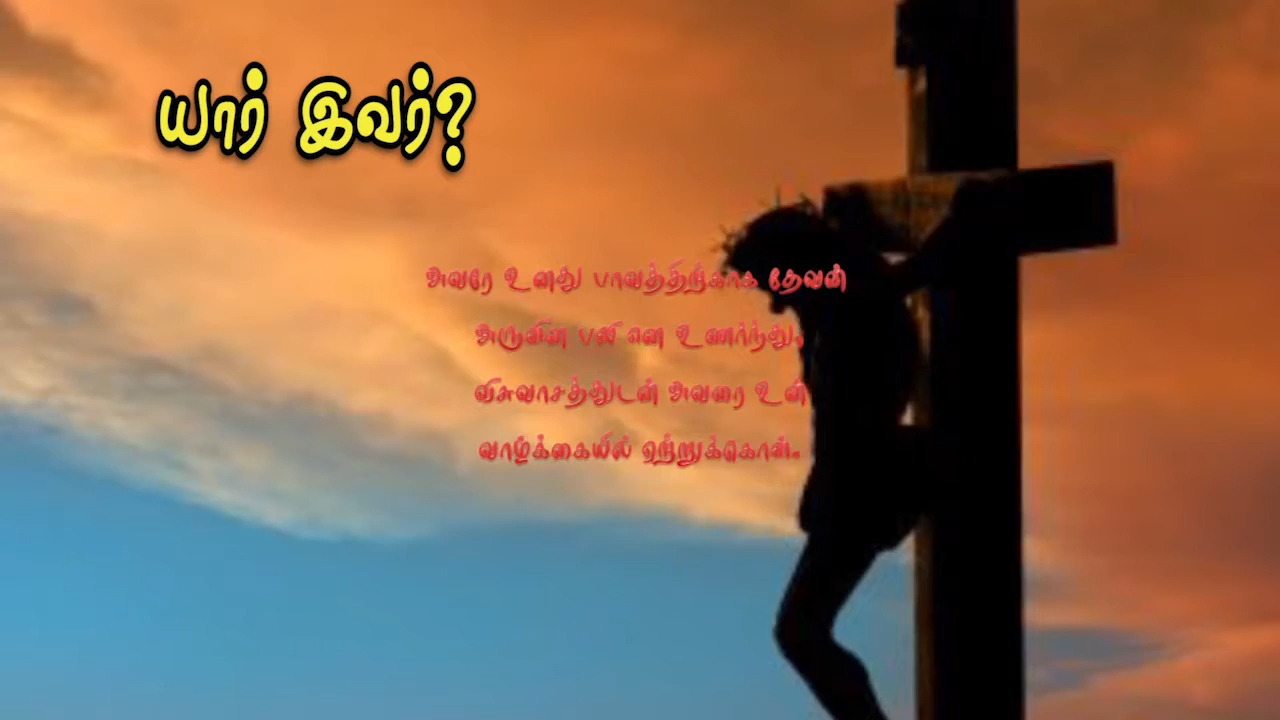 யார் இவர்?
அவரே உனது பாவத்திற்காக தேவன்
அருளின பலி என உணர்ந்து,
விசுவாசத்துடன் அவரை உன்
வாழ்க்கையில் ஏற்றுக்கொள்.